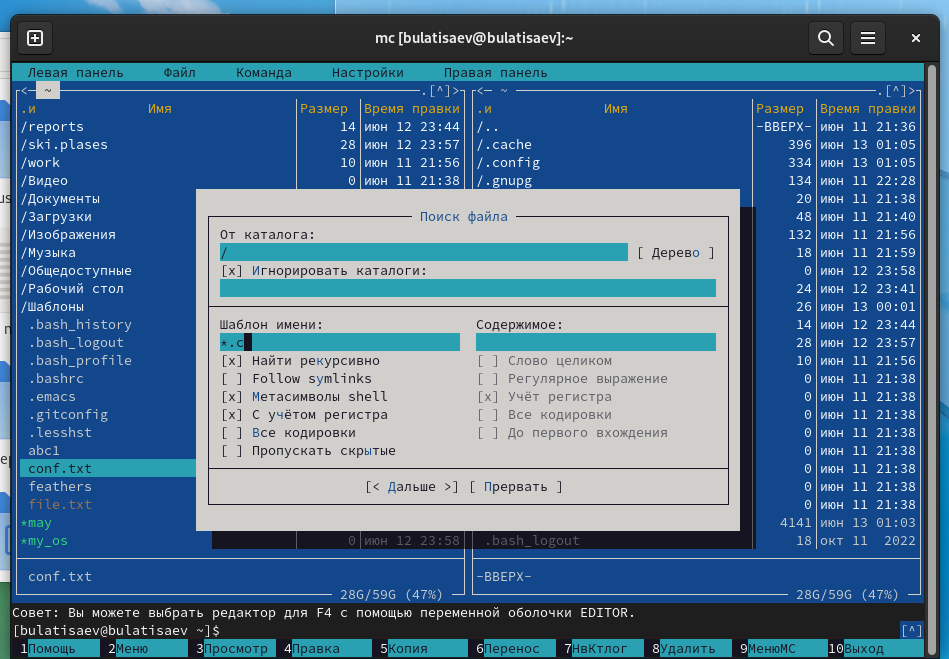 mc [bulatisaev@bulatisaev]:~
Левая панель Файл Команда Настройки Правая панель
<─ ~ .[^]> <─ ~ .[^]>
.и Имя Размер Время правки .и Имя Размер Время правки
/reports 14 июн 12 23:44 /.. -ВВЕРХ- июн 11 21:36
/ski.plases 28 июн 12 23:57 /.cache 396 июн 13 01:05
/work 10 июн 11 21:56 /.config 334 июн 13 01:05
/Видео 0 июн 11 21:38 /.gnupg 134 июн 11 22:28
/Документы 20 июн 11 21:38
/Загрузки Поиск файла 48 июн 11 21:40
/Изображения От каталога: 132 июн 11 21:56
/Музыка / [ Дерево ] 18 июн 11 21:59
/Общедоступные [x] Игнорировать каталоги: 0 июн 12 23:58
/Рабочий стол 24 июн 12 23:41
/Шаблоны 26 июн 13 00:01
.bash_history Шаблон имени: Содержимое: 14 июн 12 23:44
.bash_logout *.c 28 июн 12 23:57
.bash_profile [x] Найти рекурсивно [ ] Слово целиком 10 июн 11 21:56
.bashrc [ ] Follow symlinks [ ] Регулярное выражение 0 июн 11 21:38
.emacs [x] Метасимволы shell [x] Учёт регистра 0 июн 11 21:38
.gitconfig [x] С учётом регистра [ ] Все кодировки 0 июн 11 21:38
.lesshst [ ] Все кодировки [ ] До первого вхождения 0 июн 11 21:38
abc1 [ ] Пропускать скрытые 0 июн 11 21:38
conf.txt 0 июн 11 21:38
feathers [< Дальше >] [ Прервать ] 0 июн 11 21:38
file.txt 0 июн 11 21:38
*may 4141 июн 13 01:03
*my_os 0 июн 12 23:58 .bash_logout 18 окт 11 2022
conf.txt -ВВЕРХ-
28G/59G (47%) 28G/59G (47%)
Совет: Вы можете выбрать редактор для F4 с помощью переменной оболочки EDITOR.
[bulatisaev@bulatisaev ~]$ [^]
1Помощь 2Меню 3Просмотр 4Правка 5Копия 6Перенос 7НвКтлог 8Удалить 9МенюMC 10Выход